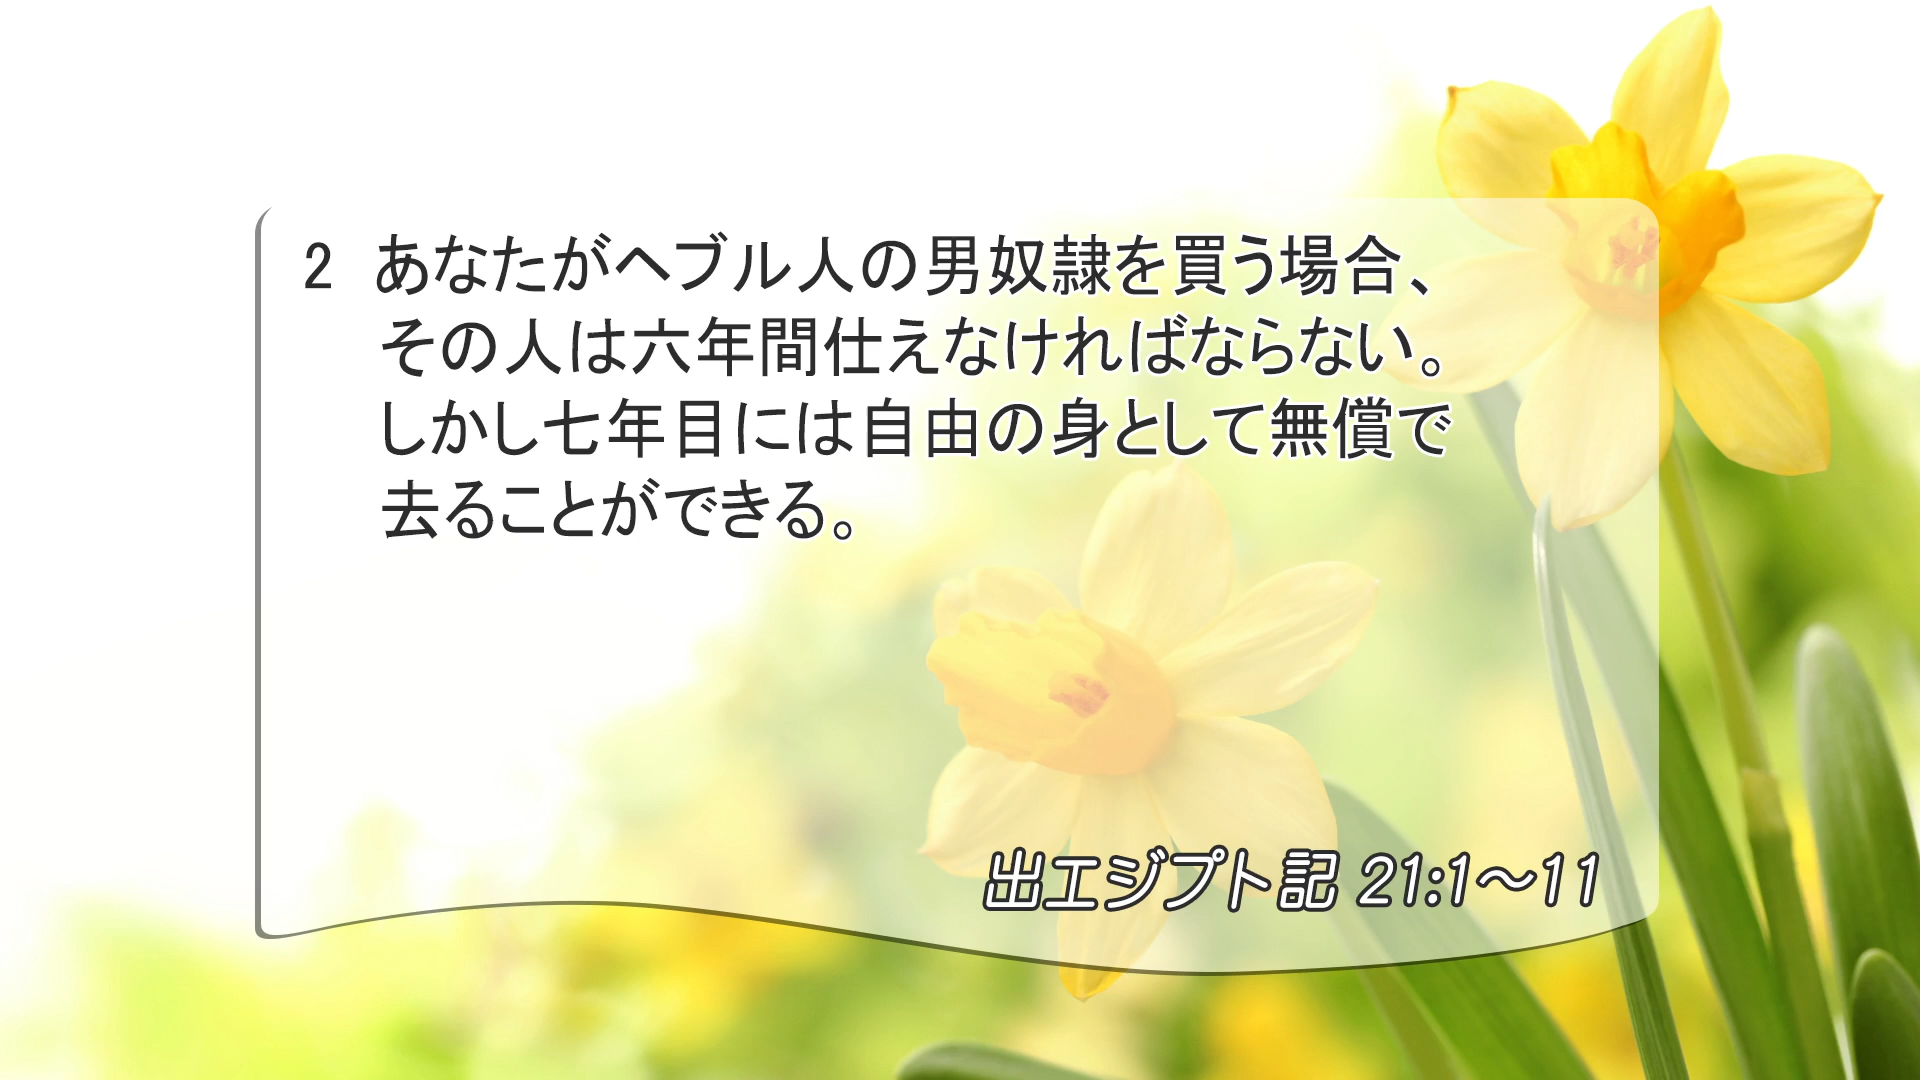 2 あなたがヘブル人の男奴隷を買う場合、
その人は六年間仕えなければならない。
しかし七年目には自由の身として無償で
去ることができる。
出エジプト記 21:1～11